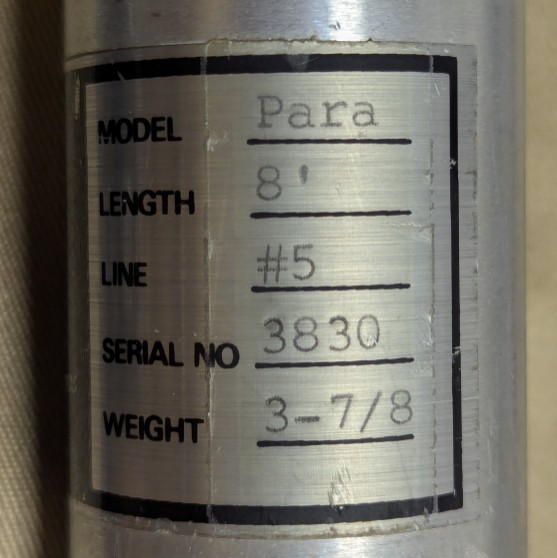 MODEL Para
LENGTH 8'
LINE #5
SERIAL NO 3830
WEIGHT 3-7/8